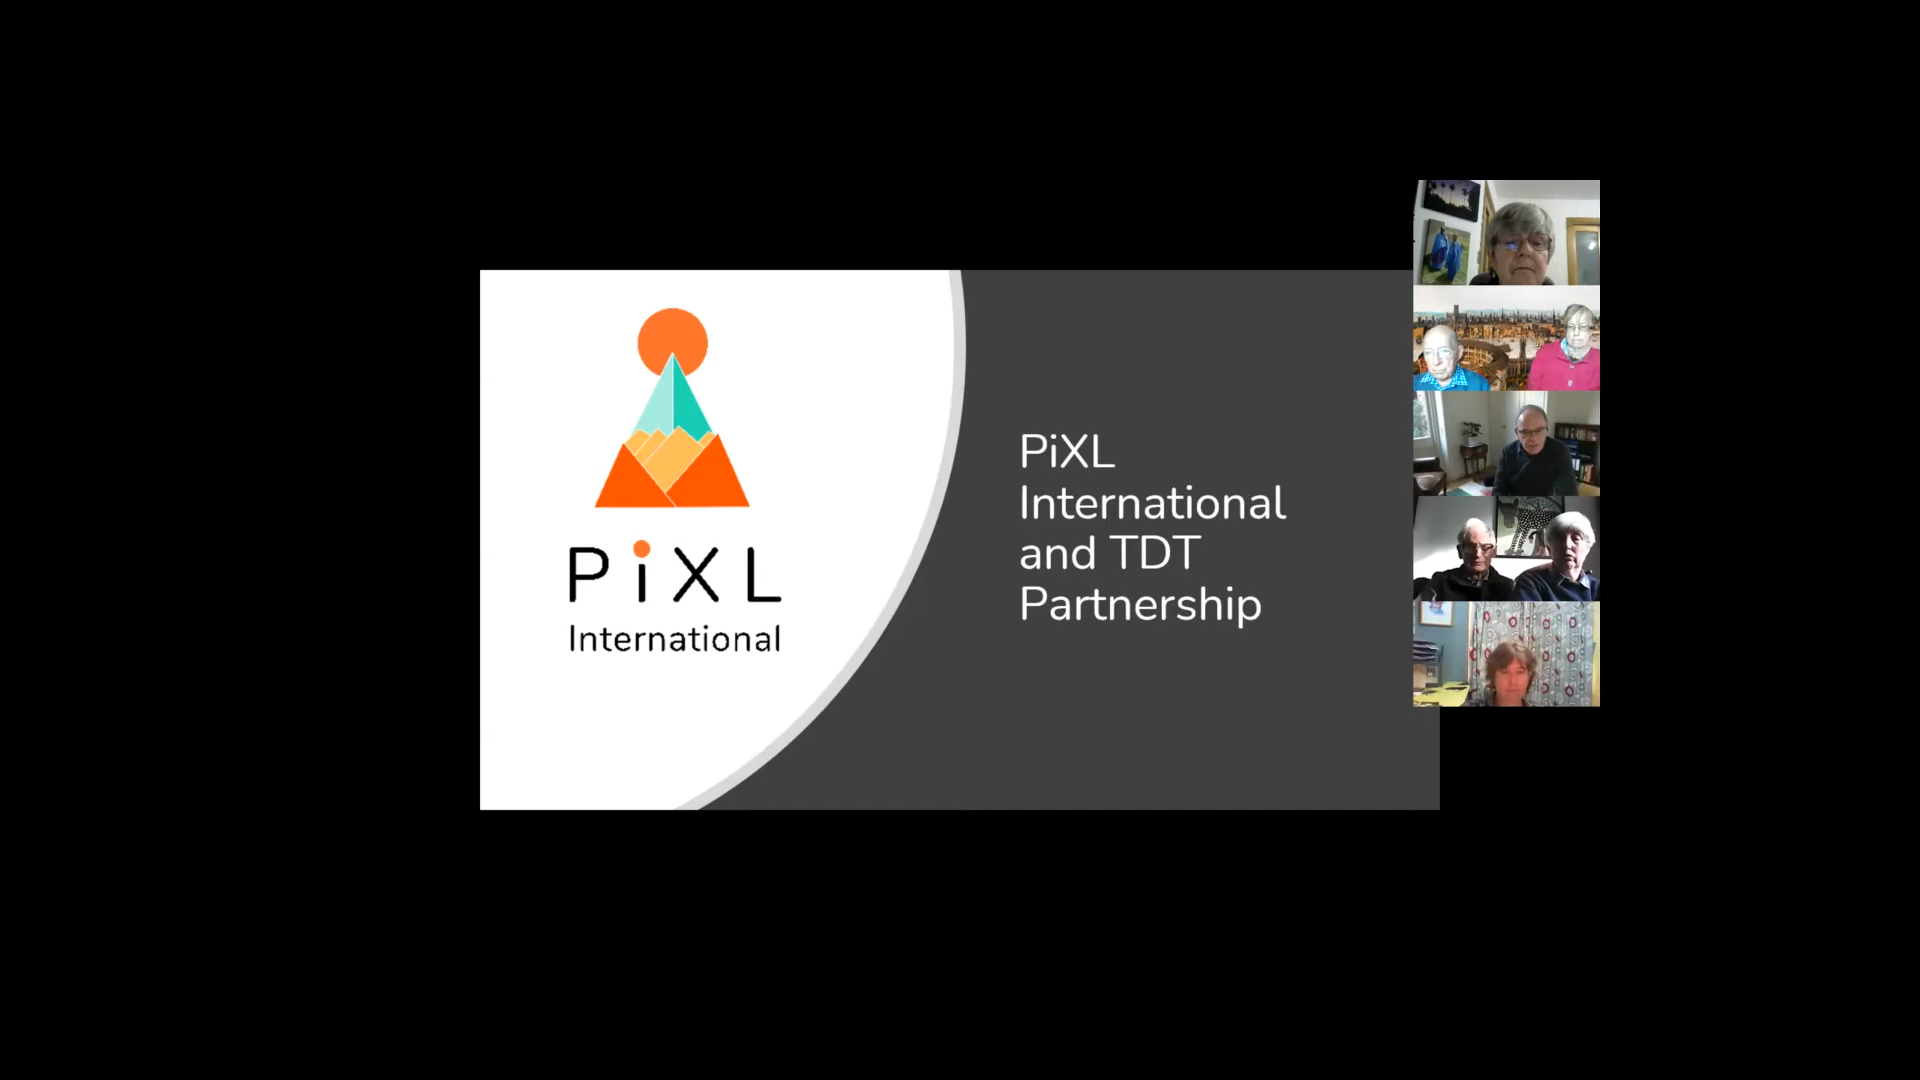 PiXL
International
PiXL
International
and TDT
Partnership